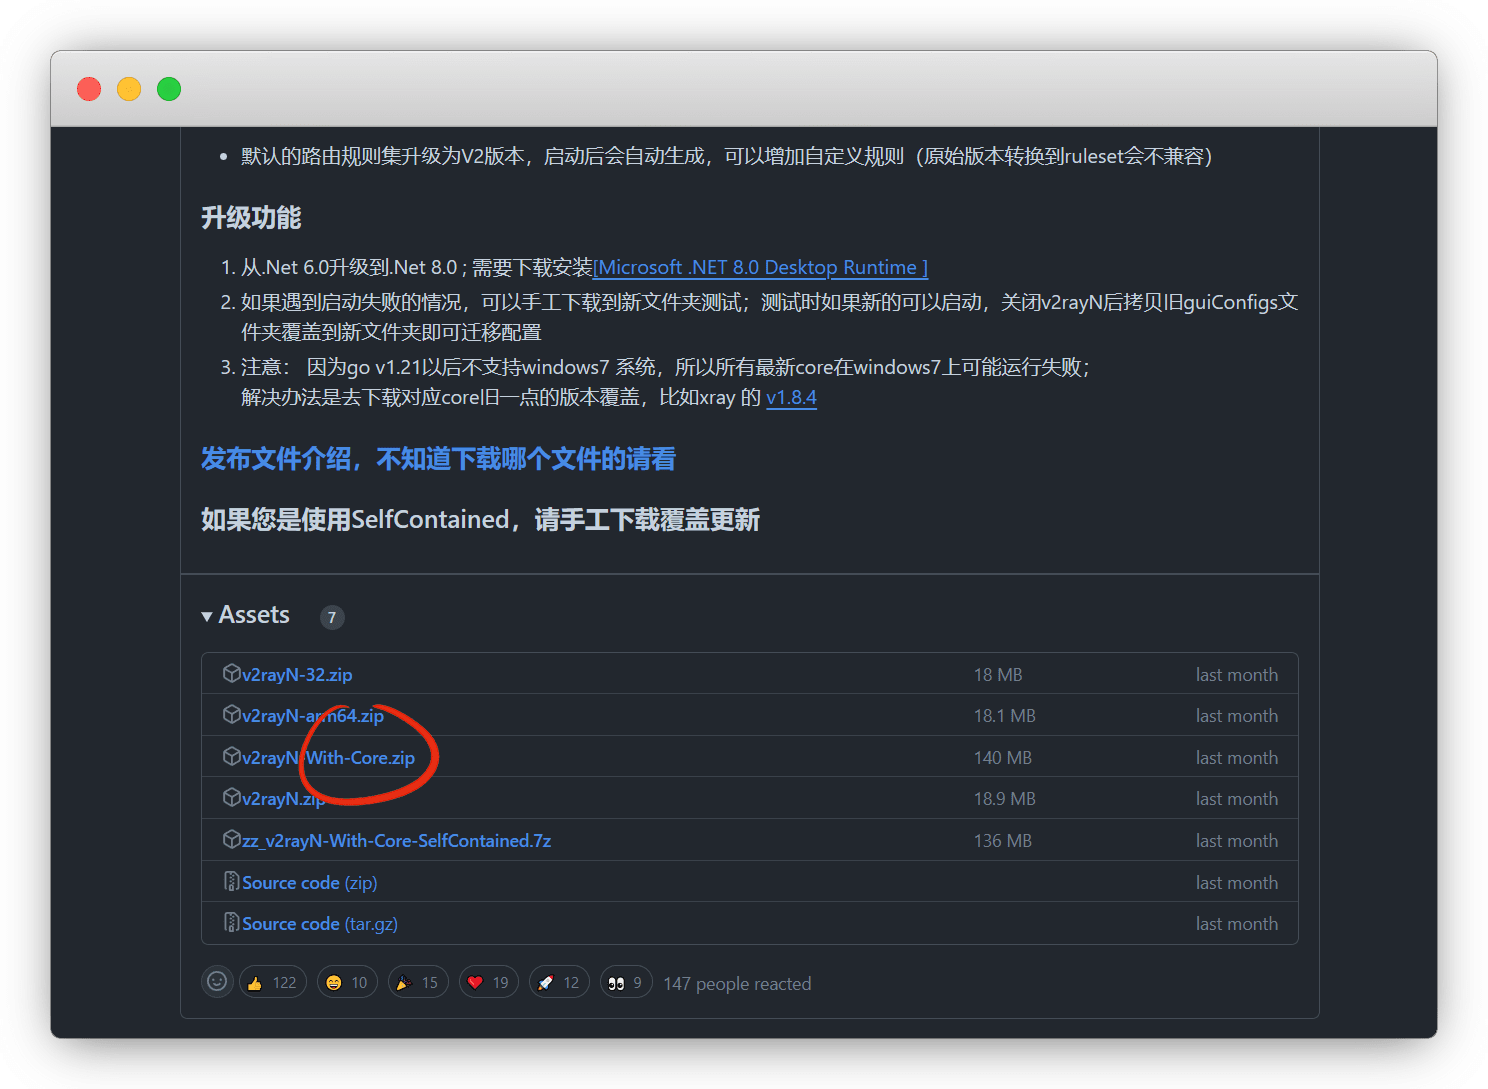 • 默认的路由规则集升级为V2版本，启动后会自动生成，可以增加自定义规则（原始版本转换到ruleset会不兼容）
升级功能
1. 从.Net 6.0升级到.Net 8.0 ; 需要下载安装[Microsoft .NET 8.0 Desktop Runtime ]
2. 如果遇到启动失败的情况，可以手工下载到新文件夹测试；测试时如果新的可以启动，关闭v2rayN后拷贝旧guiConfigs文
件夹覆盖到新文件夹即可迁移配置
3. 注意： 因为go v1.21以后不支持windows7 系统，所以所有最新core在windows7上可能运行失败；
解决办法是去下载对应core旧一点的版本覆盖，比如xray 的 v1.8.4
发布文件介绍，不知道下载哪个文件的请看
如果您是使用SelfContained，请手工下载覆盖更新
Assets 7
v2rayN-32.zip 18 MB last month
v2rayN-arm64.zip 18.1 MB last month
v2rayN-With-Core.zip 140 MB last month
v2rayN.zip 18.9 MB last month
zz_v2rayN-With-Core-SelfContained.7z 136 MB last month
Source code (zip) last month
Source code (tar.gz) last month
122 10 15 19 12 9 147 people reacted